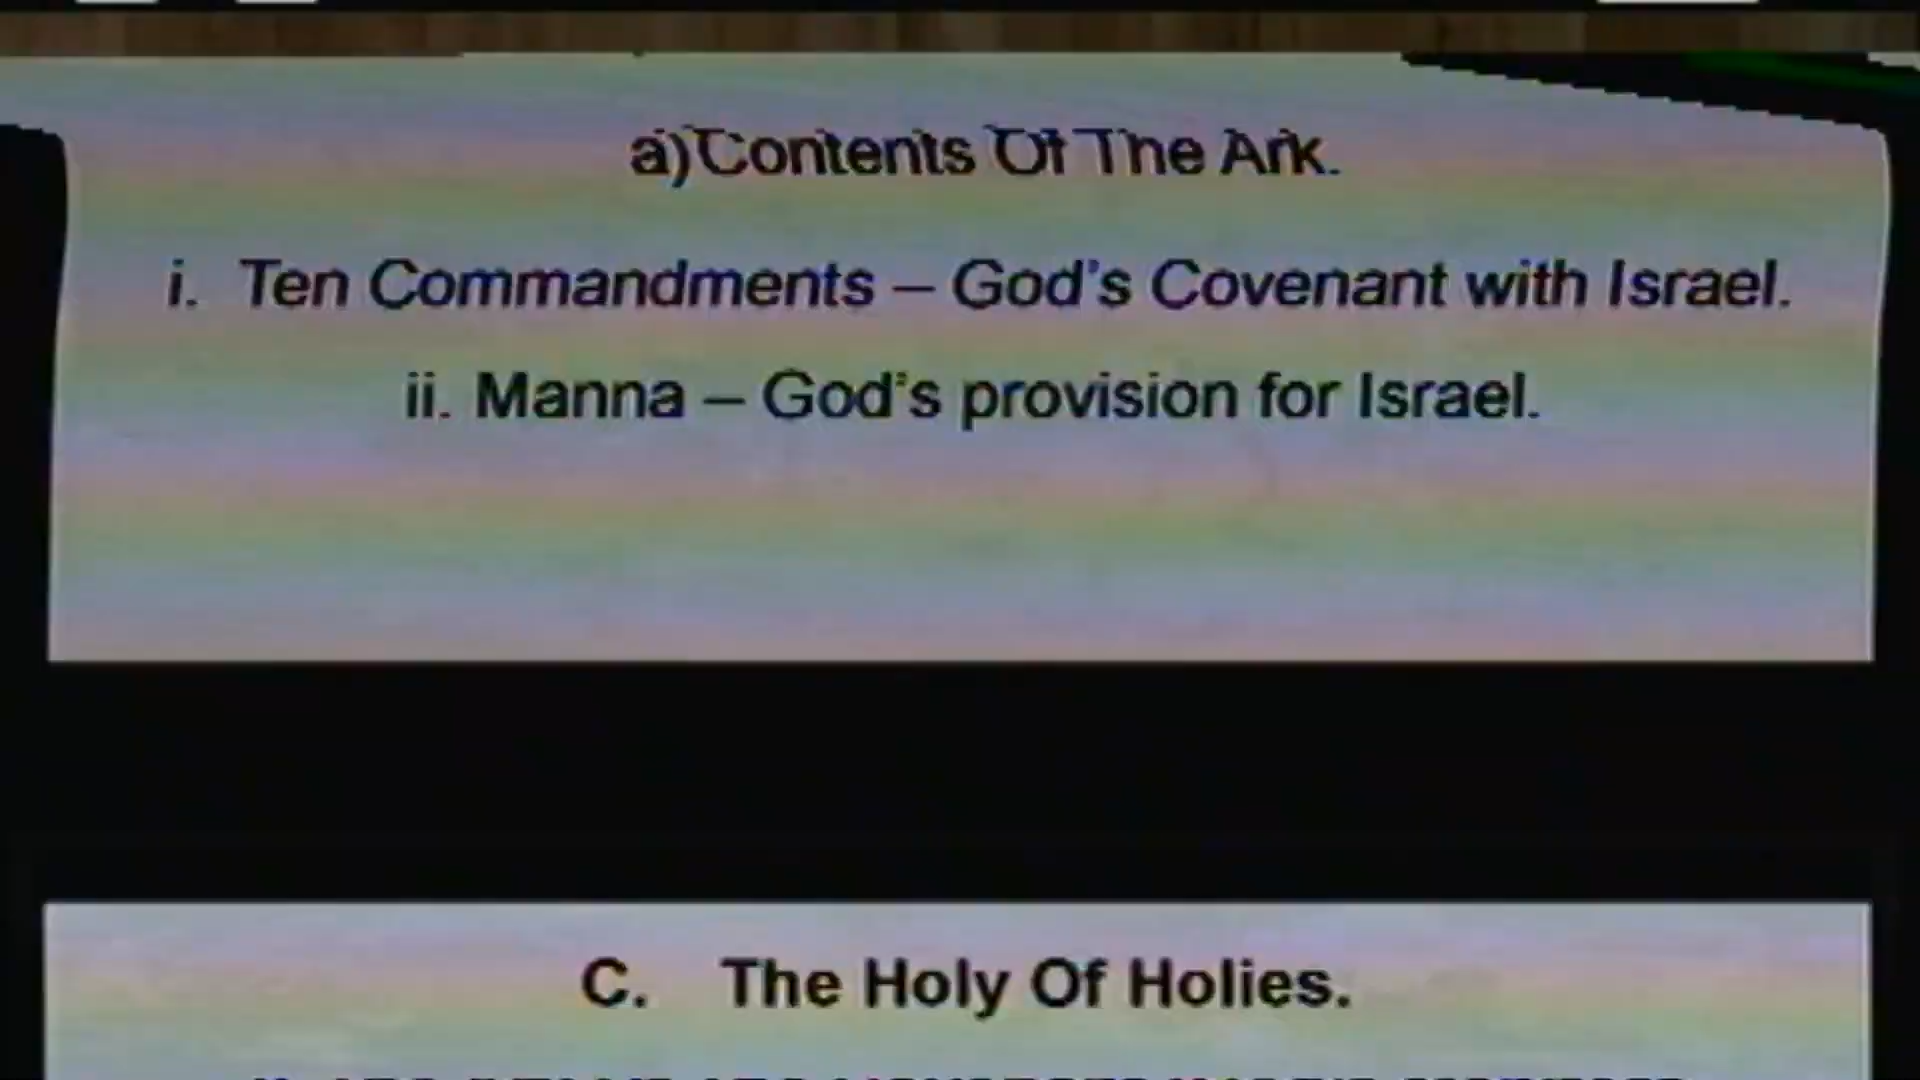 a) Contents Of The Ark.
i. Ten Commandments – God's Covenant with Israel.
ii. Manna – God's provision for Israel.
C. The Holy Of Holies.